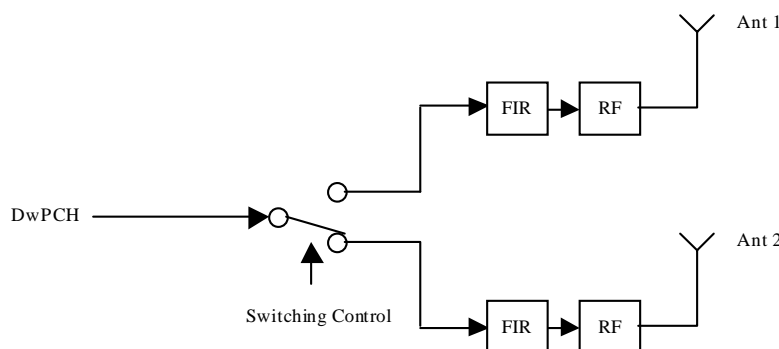 Ant 1
FIR
RF
DwPCH
Ant 2
Switching Control
FIR
RF